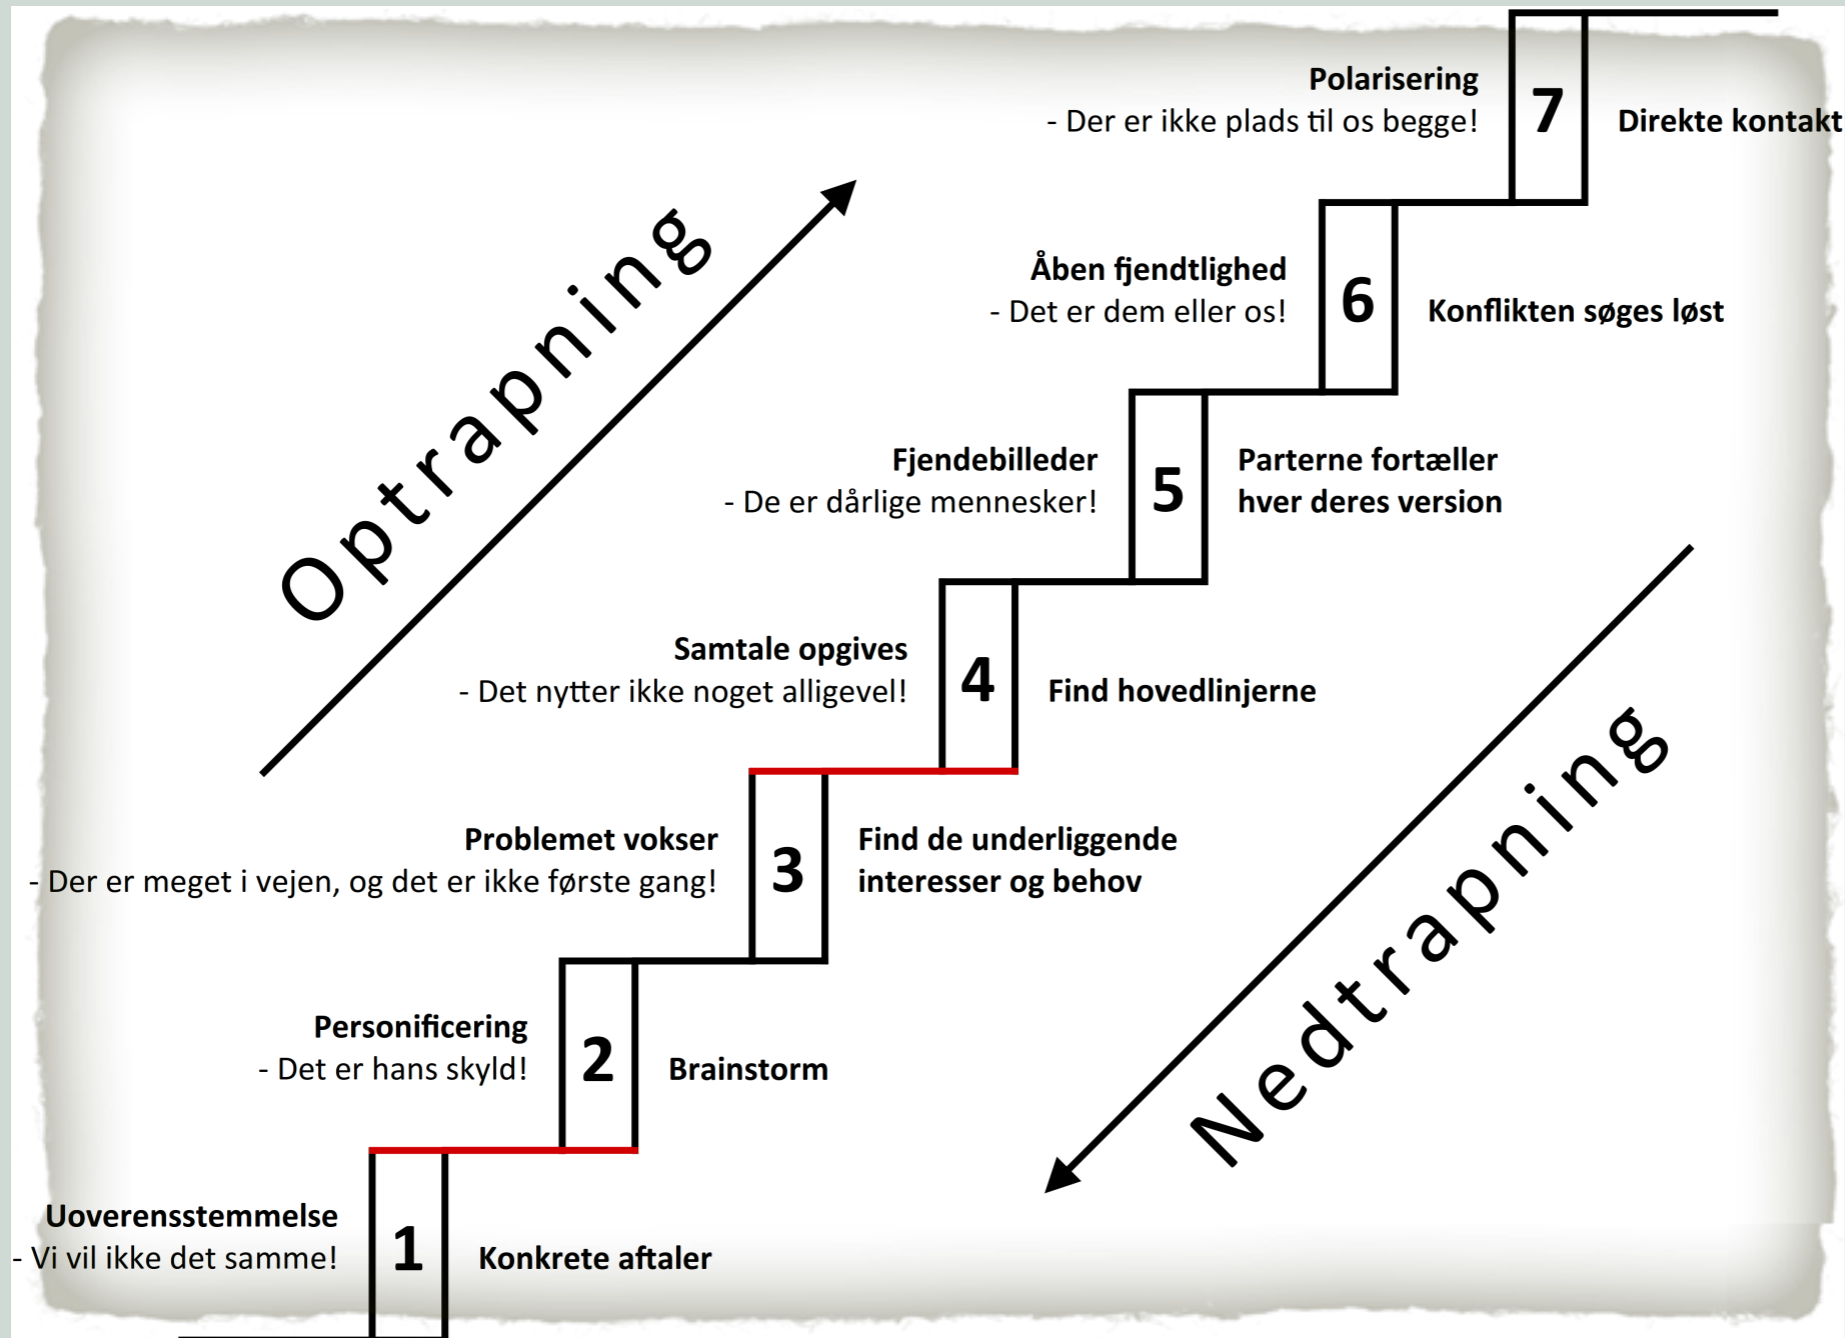 Polarisering
- Der er ikke plads til os begge!
7
Direkte kontakt
Optrapning
Åben fjendtlighed
- Det er dem eller os!
6
Konflikten søges løst
Fjendebilleder
- De er dårlige mennesker!
5
Parterne fortæller
hver deres version
Samtale opgives
- Det nytter ikke noget alligevel!
4
Find hovedlinjerne
Nedtrapning
Problemet vokser
- Der er meget i vejen, og det er ikke første gang!
3
Find de underliggende
interesser og behov
Personificering
- Det er hans skyld!
2
Brainstorm
Uoverensstemmelse
- Vi vil ikke det samme!
1
Konkrete aftaler